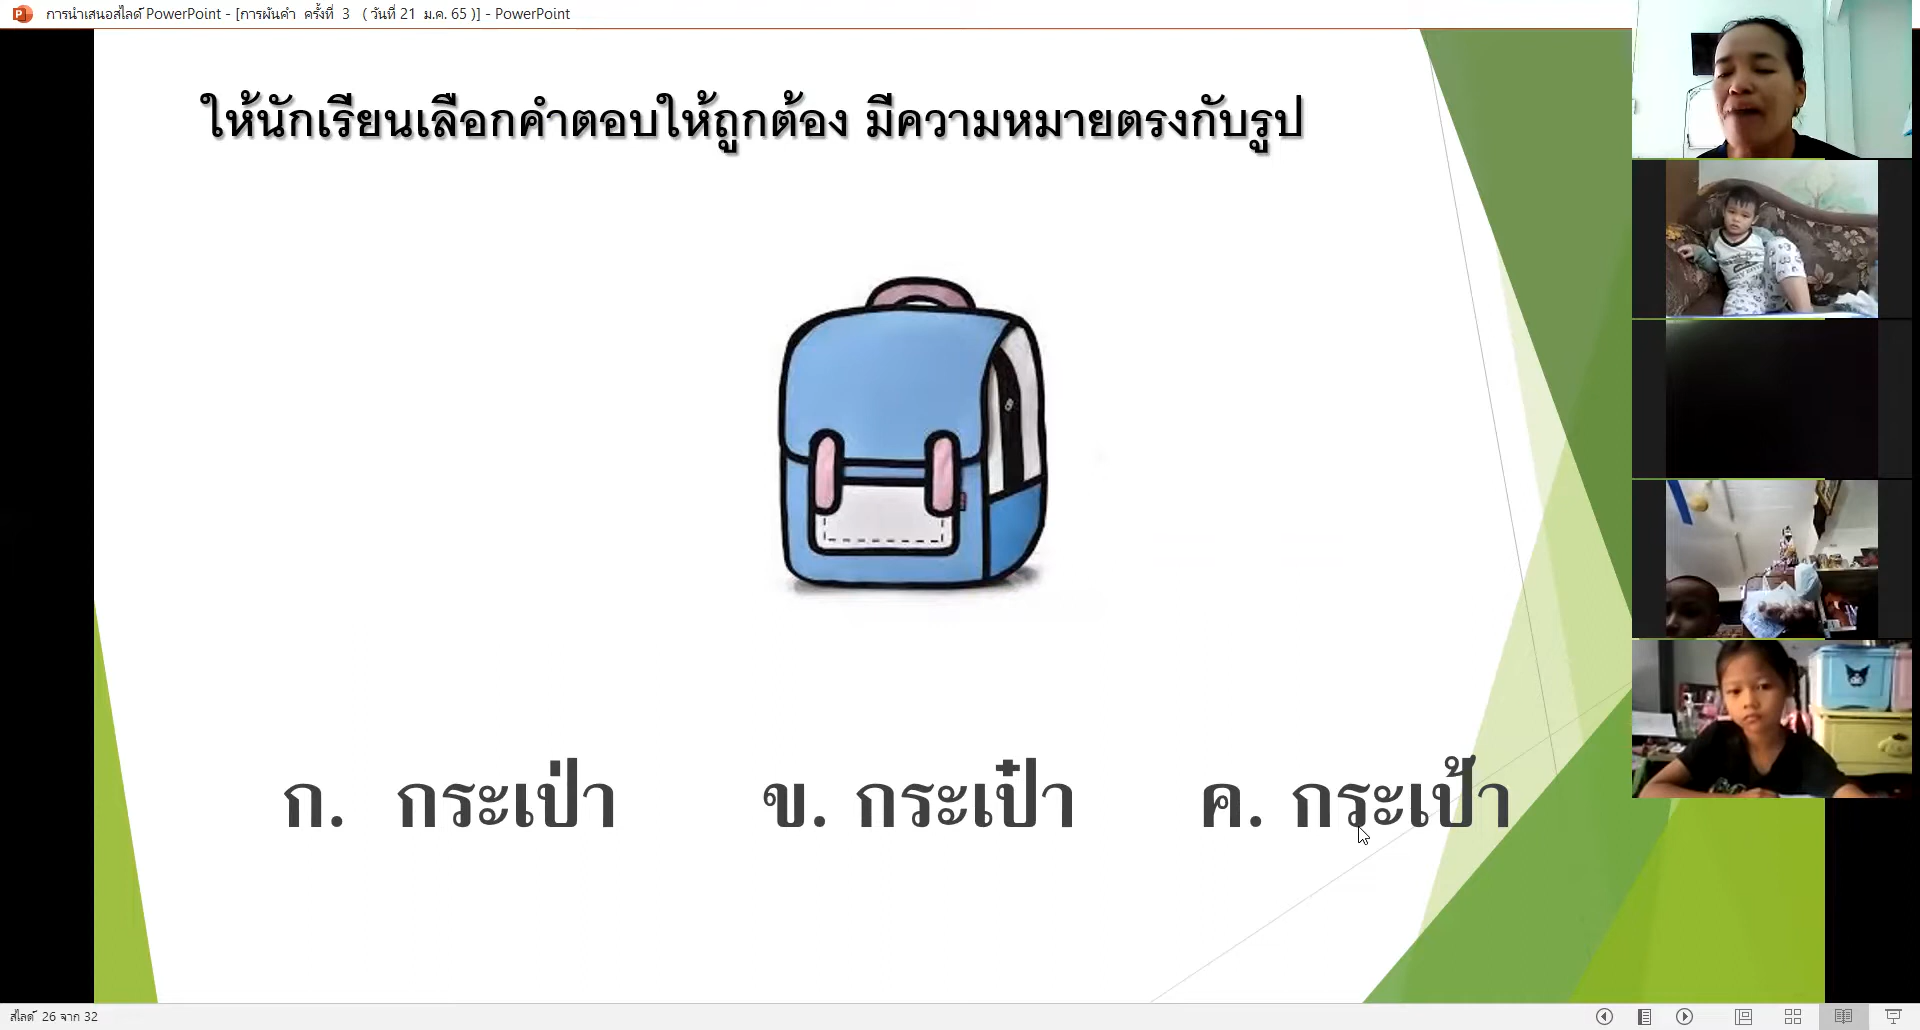 การนำเสนอสไลด์ PowerPoint - [การผันคำ ครั้งที่ 3 ( วันที่ 21 ม.ค. 65 )] - PowerPoint
ให้นักเรียนเลือกคำตอบให้ถูกต้อง มีความหมายตรงกับรูป
ก. กระเป่า ข. กระเป๋า ค. กระเป้า
สไลด์ 26 จาก 32